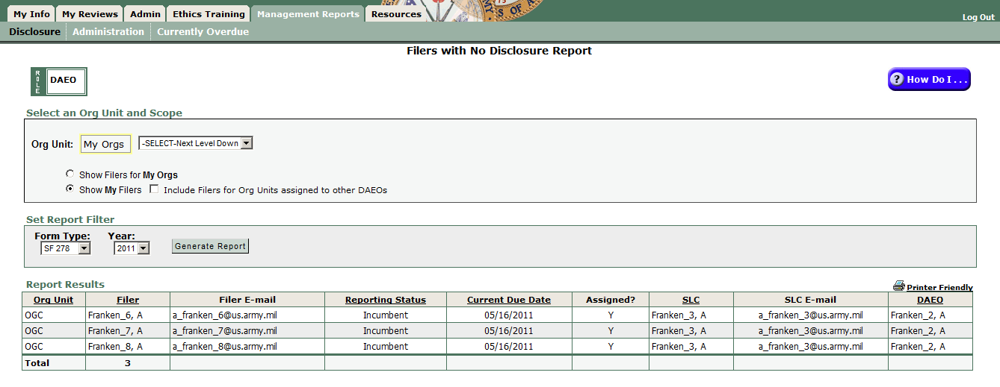 My Info My Reviews Admin Ethics Training Management Reports Resources
Log Out
Disclosure Administration Currently Overdue
Filers with No Disclosure Report
ROLE DAEO
? How Do I . . .
Select an Org Unit and Scope
Org Unit: My Orgs -SELECT-Next Level Down
Show Filers for My Orgs
Show My Filers Include Filers for Org Units assigned to other DAEOs
Set Report Filter
Form Type: Year:
SF 278 2011 Generate Report
Report Results Printer Friendly
Org Unit Filer Filer E-mail Reporting Status Current Due Date Assigned? SLC SLC E-mail DAEO
OGC Franken_6, A a_franken_6@us.army.mil Incumbent 05/16/2011 Y Franken_3, A a_franken_3@us.army.mil Franken_2, A
OGC Franken_7, A a_franken_7@us.army.mil Incumbent 05/16/2011 Y Franken_3, A a_franken_3@us.army.mil Franken_2, A
OGC Franken_8, A a_franken_8@us.army.mil Incumbent 05/16/2011 Y Franken_3, A a_franken_3@us.army.mil Franken_2, A
Total 3